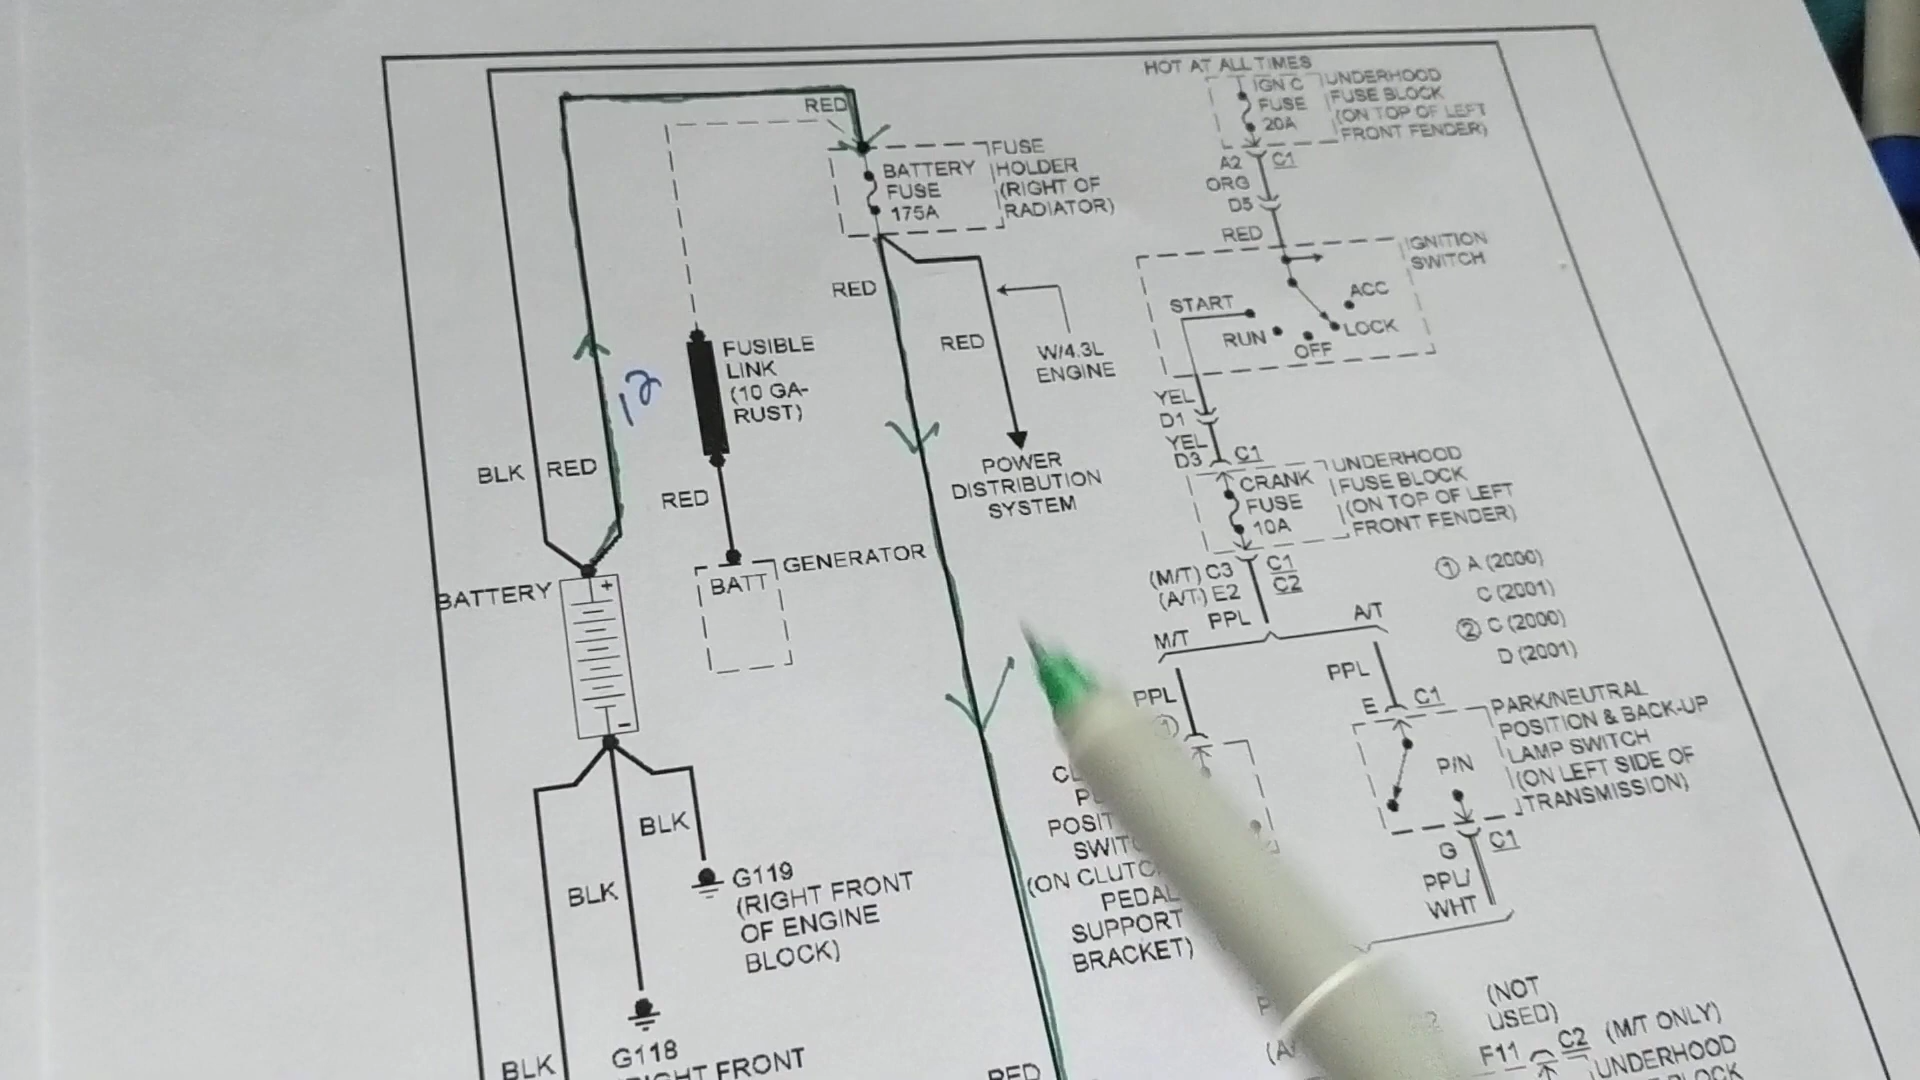 HOT AT ALL TIMES
IGN C
FUSE
20A
UNDERHOOD
FUSE BLOCK
(ON TOP OF LEFT
FRONT FENDER)
RED
BATTERY
FUSE
175A
FUSE
HOLDER
(RIGHT OF
RADIATOR)
A2
C1
ORG
D5
RED
IGNITION
SWITCH
START
ACC
RUN
OFF
LOCK
RED
RED
W/4.3L
ENGINE
POWER
DISTRIBUTION
SYSTEM
FUSIBLE
LINK
(10 GA-
RUST)
12
BLK
RED
RED
YEL
D1
YEL
D3
C1
CRANK
FUSE
10A
UNDERHOOD
FUSE BLOCK
(ON TOP OF LEFT
FRONT FENDER)
BATTERY
+
-
BATT
GENERATOR
(M/T) C3
(A/T) E2
C1
C2
PPL
M/T
A/T
1 A (2000)
C (2001)
2 C (2000)
D (2001)
PPL
1
PPL
E
C1
PARK/NEUTRAL
POSITION & BACK-UP
LAMP SWITCH
(ON LEFT SIDE OF
TRANSMISSION)
P/N
G
C1
PPL/
WHT
PEDAL
SUPPORT
BRACKET)
BLK
BLK
G119
(RIGHT FRONT
OF ENGINE
BLOCK)
G118
FRONT
BLK
RED
(NOT
USED)
F11
C2
(M/T ONLY)
UNDERHOOD